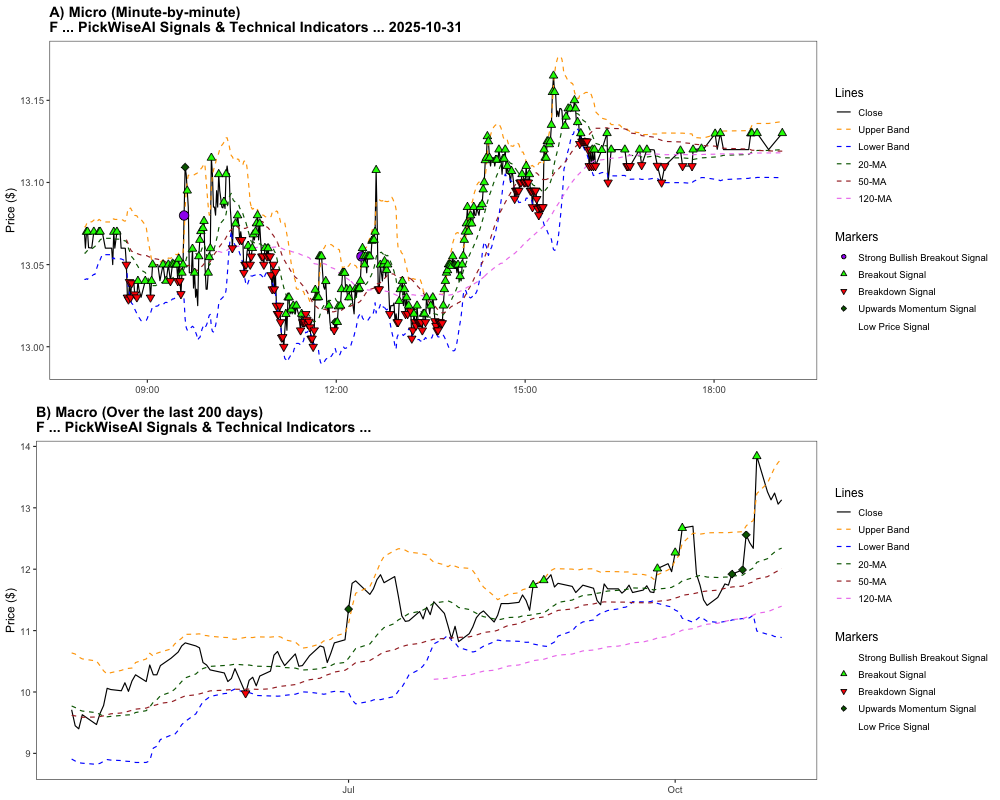 A) Micro (Minute-by-minute)
F ... PickWiseAI Signals & Technical Indicators ... 2025-10-31
Price ($)
13.15
13.10
13.05
13.00
09:00
12:00
15:00
18:00
Lines
Close
Upper Band
Lower Band
20-MA
50-MA
120-MA
Markers
Strong Bullish Breakout Signal
Breakout Signal
Breakdown Signal
Upwards Momentum Signal
Low Price Signal
B) Macro (Over the last 200 days)
F ... PickWiseAI Signals & Technical Indicators ...
Price ($)
14
13
12
11
10
9
Jul
Oct
Lines
Close
Upper Band
Lower Band
20-MA
50-MA
120-MA
Markers
Strong Bullish Breakout Signal
Breakout Signal
Breakdown Signal
Upwards Momentum Signal
Low Price Signal